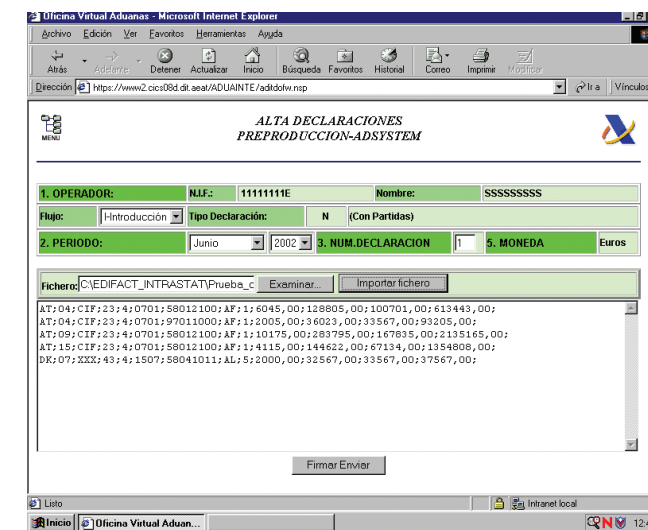 Oficina Virtual Aduanas - Microsoft Internet Explorer
Archivo Edición Ver Favoritos Herramientas Ayuda
Atrás Adelante Detener Actualizar Inicio Búsqueda Favoritos Historial Correo Imprimir Modificar
Dirección https://www2.cics08d.dit.aeat/ADUAINTE/aditdofw.nsp Ir a Vínculos
MENU
ALTA DECLARACIONES
PREPRODUCCION-ADSYSTEM
1. OPERADOR: N.I.F.: 11111111E Nombre: SSSSSSSSS
Flujo: HIntroducción Tipo Declaración: N (Con Partidas)
2. PERIODO: Junio 2002 3. NUM.DECLARACION 1 5. MONEDA Euros
Fichero: C:\EDIFACT_INTRASTAT\Prueba_c Examinar... Importar fichero
AT;04;CIF;23;4;0701;58012100;AF;1;6045,00;128805,00;100701,00;613443,00;
AT;04;CIF;23;4;0701;97011000;AF;1;2005,00;36023,00;33567,00;93205,00;
AT;09;CIF;23;4;0701;58012100;AF;1;10175,00;283795,00;167835,00;2135165,00;
AT;15;CIF;23;4;0701;58012100;AF;1;4115,00;144622,00;67134,00;1354808,00;
DK;07;XXX;43;4;1507;58041011;AL;5;2000,00;32567,00;33567,00;37567,00;
Firmar Enviar
Listo Intranet local
Inicio Oficina Virtual Aduan... 12:4